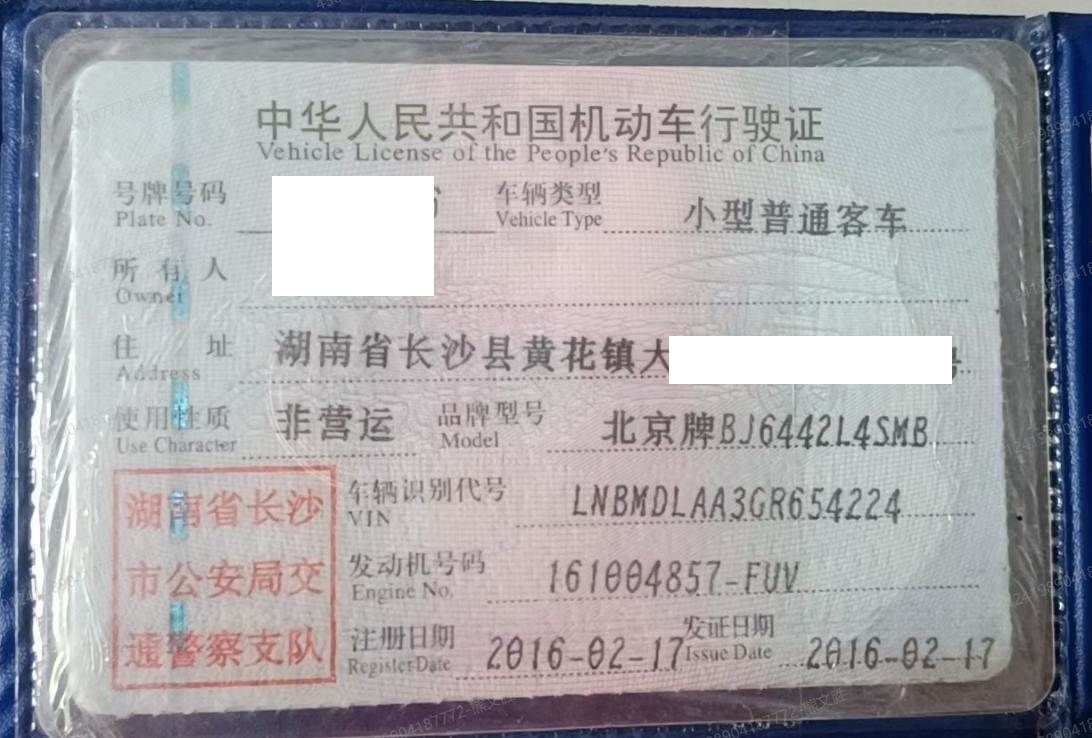 中华人民共和国机动车行驶证
Vehicle License of the People's Republic of China
号牌号码 车辆类型 小型普通客车
Plate No. Vehicle Type
所有人
Owner
住址 湖南省长沙县黄花镇大
Address
使用性质 非营运 品牌型号 北京牌BJ6442L4SMB
Use Character Model
湖南省长沙
市公安局交
通警察支队
车辆识别代号 LNBMDLAA3GR654224
VIN
发动机号码 161004857-FUV
Engine No.
注册日期 2016-02-17 发证日期 2016-02-17
Register Date Issue Date